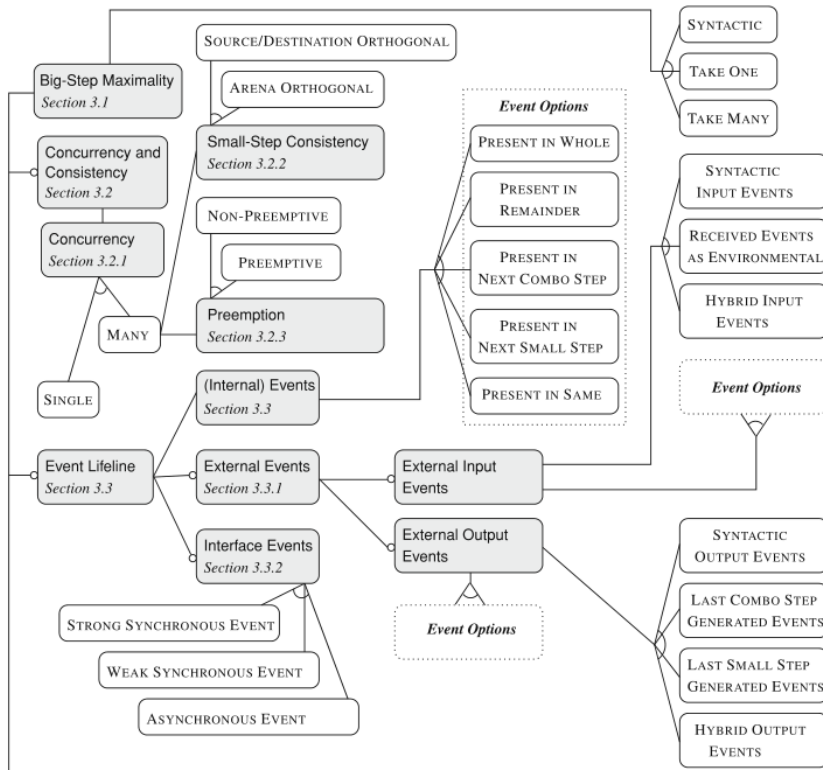 SOURCE/DESTINATION ORTHOGONAL
ARENA ORTHOGONAL
Big-Step Maximality
Section 3.1
Small-Step Consistency
Section 3.2.2
Concurrency and
Consistency
Section 3.2
Concurrency
Section 3.2.1
NON-PREEMPTIVE
PREEMPTIVE
Preemption
Section 3.2.3
MANY
SINGLE
SYNTACTIC
TAKE ONE
TAKE MANY
Event Options
PRESENT IN WHOLE
PRESENT IN
REMAINDER
PRESENT IN
NEXT COMBO STEP
PRESENT IN
NEXT SMALL STEP
PRESENT IN SAME
SYNTACTIC
INPUT EVENTS
RECEIVED EVENTS
AS ENVIRONMENTAL
HYBRID INPUT
EVENTS
Event Options
(Internal) Events
Section 3.3
Event Lifeline
Section 3.3
External Events
Section 3.3.1
Interface Events
Section 3.3.2
External Input
Events
External Output
Events
Event Options
STRONG SYNCHRONOUS EVENT
WEAK SYNCHRONOUS EVENT
ASYNCHRONOUS EVENT
SYNTACTIC
OUTPUT EVENTS
LAST COMBO STEP
GENERATED EVENTS
LAST SMALL STEP
GENERATED EVENTS
HYBRID OUTPUT
EVENTS